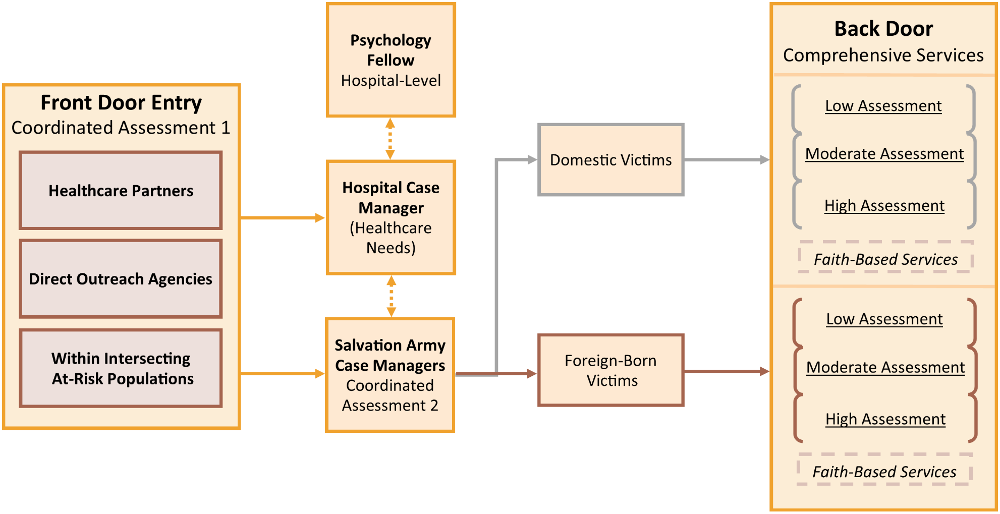 Front Door Entry
Coordinated Assessment 1
Healthcare Partners
Direct Outreach Agencies
Within Intersecting
At-Risk Populations
Psychology
Fellow
Hospital-Level
Hospital Case
Manager
(Healthcare
Needs)
Salvation Army
Case Managers
Coordinated
Assessment 2
Domestic Victims
Foreign-Born
Victims
Back Door
Comprehensive Services
Low Assessment
Moderate Assessment
High Assessment
Faith-Based Services
Low Assessment
Moderate Assessment
High Assessment
Faith-Based Services